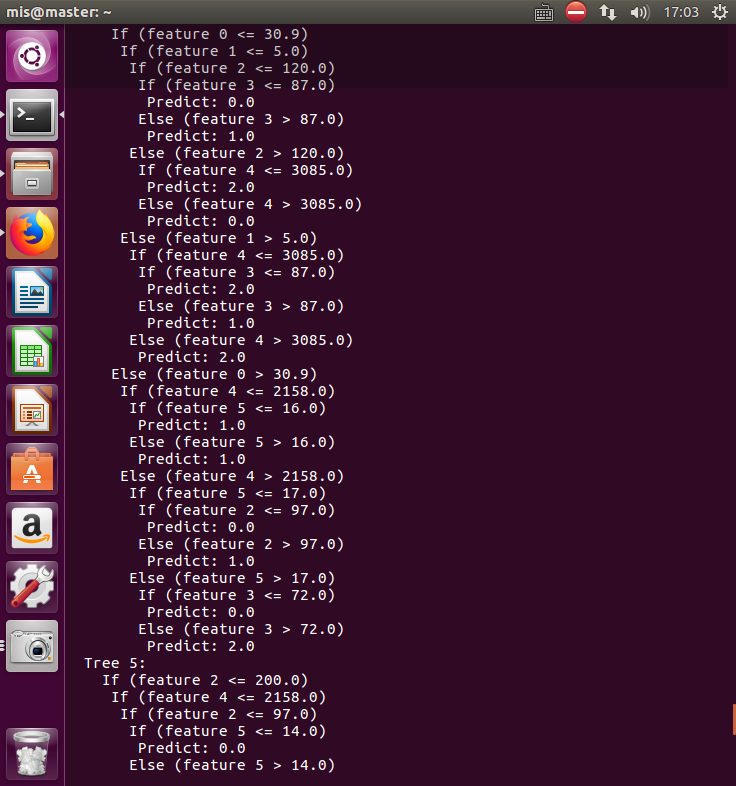 mis@master: ~
17:03
If (feature 0 <= 30.9)
If (feature 1 <= 5.0)
If (feature 2 <= 120.0)
If (feature 3 <= 87.0)
Predict: 0.0
Else (feature 3 > 87.0)
Predict: 1.0
Else (feature 2 > 120.0)
If (feature 4 <= 3085.0)
Predict: 2.0
Else (feature 4 > 3085.0)
Predict: 0.0
Else (feature 1 > 5.0)
If (feature 4 <= 3085.0)
If (feature 3 <= 87.0)
Predict: 2.0
Else (feature 3 > 87.0)
Predict: 1.0
Else (feature 4 > 3085.0)
Predict: 2.0
Else (feature 0 > 30.9)
If (feature 4 <= 2158.0)
If (feature 5 <= 16.0)
Predict: 1.0
Else (feature 5 > 16.0)
Predict: 1.0
Else (feature 4 > 2158.0)
If (feature 5 <= 17.0)
If (feature 2 <= 97.0)
Predict: 0.0
Else (feature 2 > 97.0)
Predict: 1.0
Else (feature 5 > 17.0)
If (feature 3 <= 72.0)
Predict: 0.0
Else (feature 3 > 72.0)
Predict: 2.0
Tree 5:
If (feature 2 <= 200.0)
If (feature 4 <= 2158.0)
If (feature 2 <= 97.0)
If (feature 5 <= 14.0)
Predict: 0.0
Else (feature 5 > 14.0)